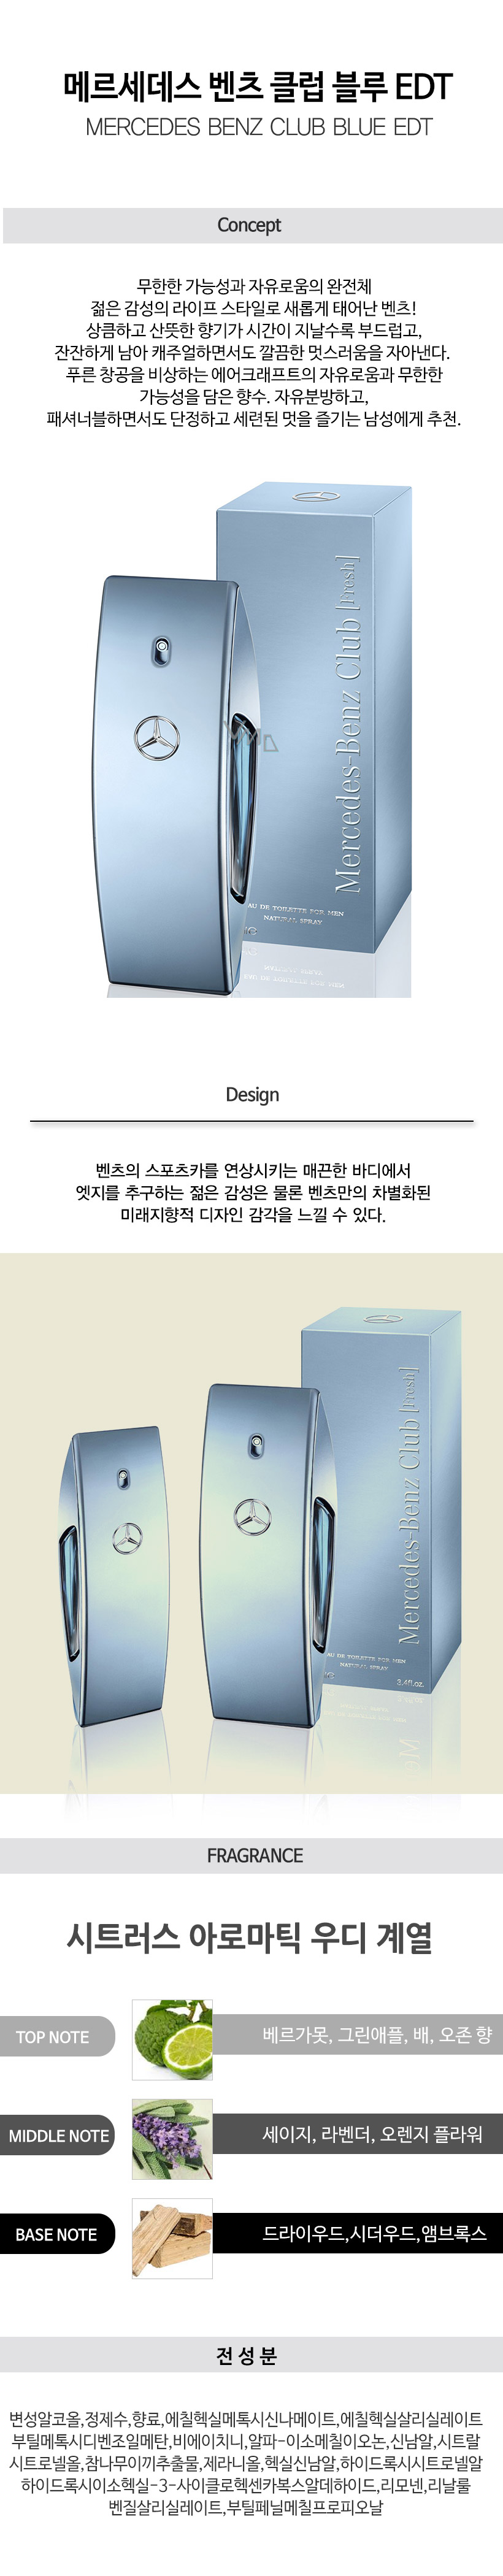 메르세데스 벤츠 클럽 블루 EDT
MERCEDES BENZ CLUB BLUE EDT
Concept
무한한 가능성과 자유로움의 완전체
젊은 감성의 라이프 스타일로 새롭게 태어난 벤츠!
상큼하고 산뜻한 향기가 시간이 지날수록 부드럽고,
잔잔하게 남아 캐주얼하면서도 깔끔한 멋스러움을 자아낸다.
푸른 창공을 비상하는 에어크래프트의 자유로움과 무한한
가능성을 담은 향수. 자유분방하고,
패셔너블하면서도 단정하고 세련된 멋을 즐기는 남성에게 추천.
Mercedes-Benz Club [Fresh]
AU DE TOILETTE FOR MEN
NATURAL SPRAY
Design
벤츠의 스포츠카를 연상시키는 매끈한 바디에서
엣지를 추구하는 젊은 감성은 물론 벤츠만의 차별화된
미래지향적 디자인 감각을 느낄 수 있다.
Mercedes-Benz Club [Fresh]
AU DE TOILETTE FOR MEN
NATURAL SPRAY
3.4fl.oz.
FRAGRANCE
시트러스 아로마틱 우디 계열
TOP NOTE
베르가못, 그린애플, 배, 오존 향
MIDDLE NOTE
세이지, 라벤더, 오렌지 플라워
BASE NOTE
드라이우드,시더우드,앰브록스
전 성 분
변성알코올,정제수,향료,에칠헥실메톡시신나메이트,에칠헥실살리실레이트
부틸메톡시디벤조일메탄,비에이치니,알파-이소메칠이오논,신남알,시트랄
시트로넬올,참나무이끼추출물,제라니올,헥실신남알,하이드록시시트로넬알
하이드록시이소헥실-3-사이클로헥센카복스알데하이드,리모넨,리날룰
벤질살리실레이트,부틸페닐메칠프로피오날